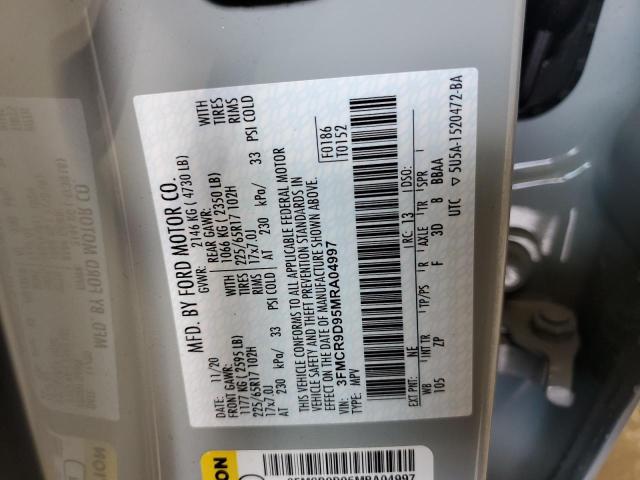 MFD. BY FORD MOTOR CO.
DATE: 11/20
GVWR: 2146 KG ( 4730 LB)
FRONT GAWR: REAR GAWR:
1177 KG ( 2595 LB) 1066 KG ( 2350 LB) WITH
225/65R17 102H 225/65R17 102H TIRES
17x7.0J 17x7.0J RIMS
AT 230 kPa/ 33 PSI COLD AT 230 kPa/ 33 PSI COLD
THIS VEHICLE CONFORMS TO ALL APPLICABLE FEDERAL MOTOR
VEHICLE SAFETY AND THEFT PREVENTION STANDARDS IN
EFFECT ON THE DATE OF MANUFACTURE SHOWN ABOVE.
VIN: 3FMCR9D95MRA04997
TYPE: MPV
F0186
T0152
EXT PNT: NE RC: 13 DSO:
WB INT TR TP/PS R AXLE TR SPR
105 ZP F 3D B BBAA
UTC ▽ 5U5A-1520472-BA
3FMCR9D95MRA04997